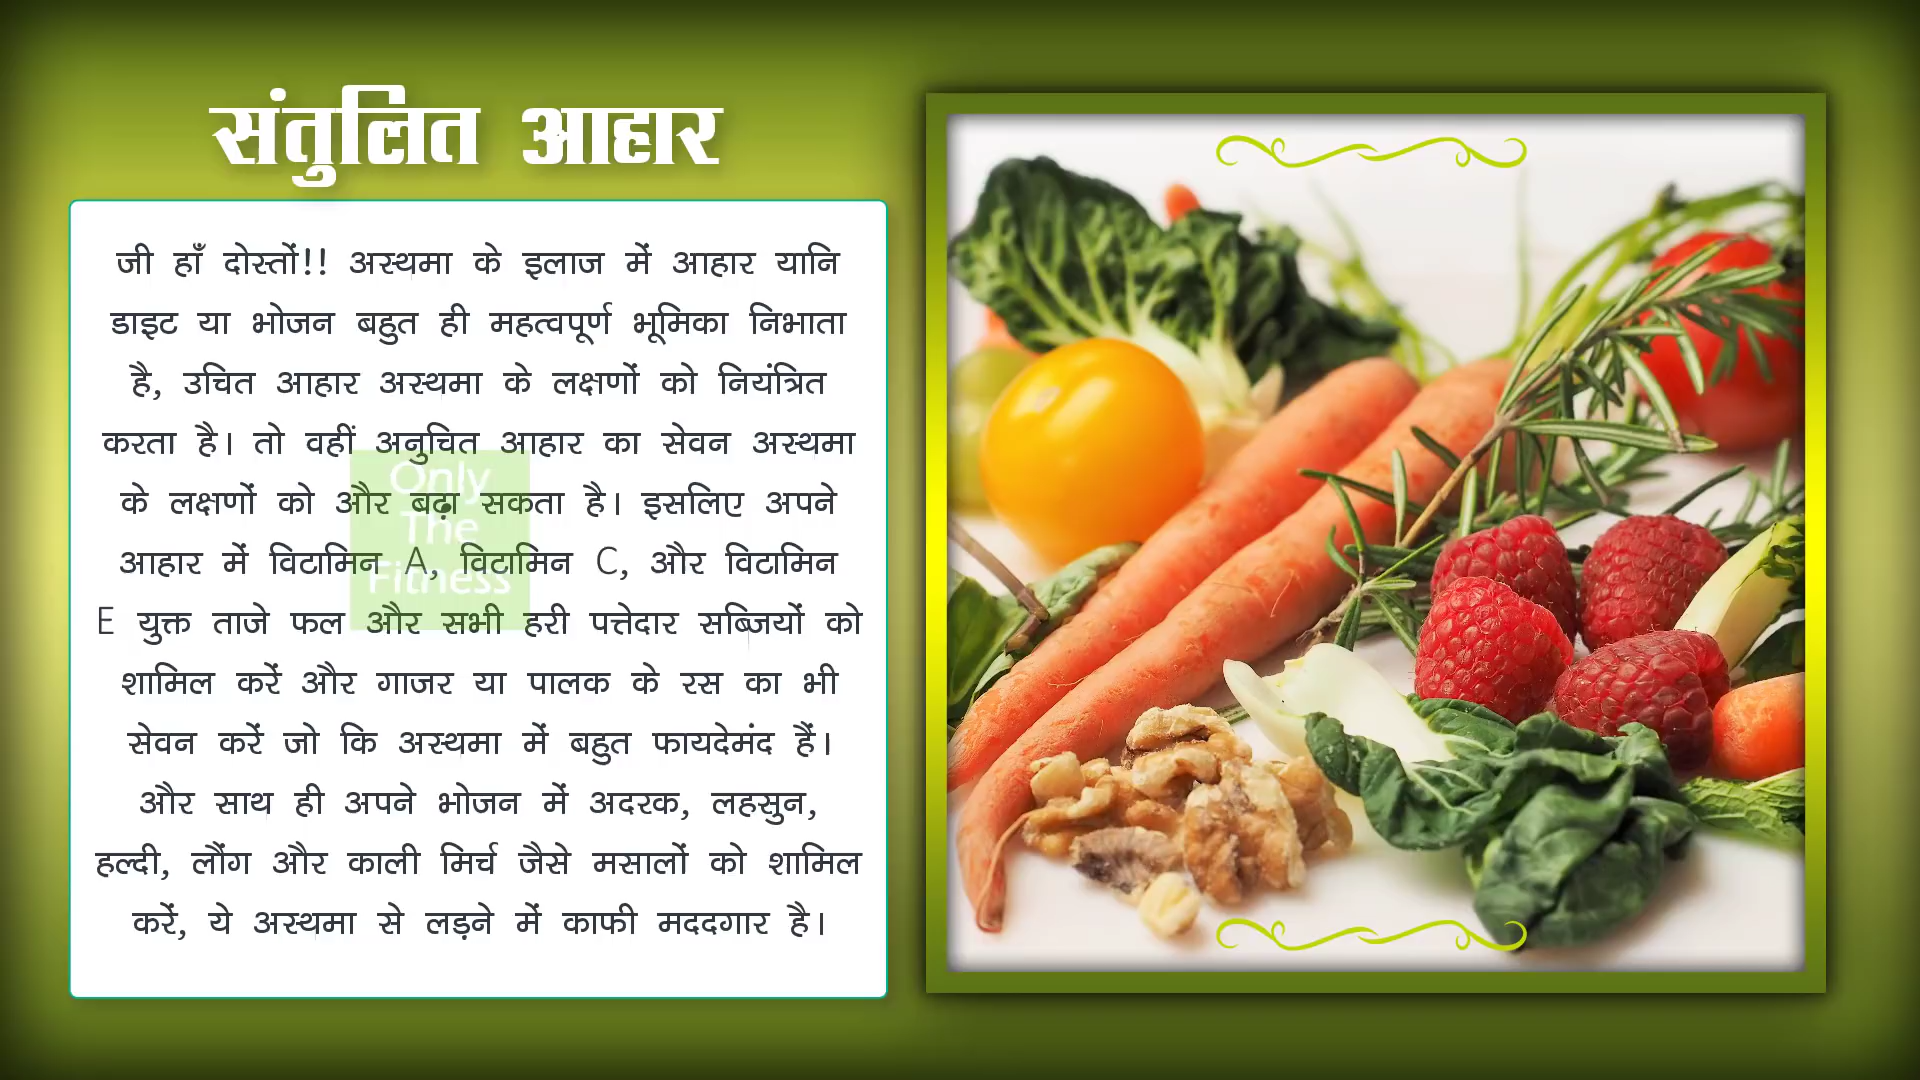 संतुलित आहार
जी हाँ दोस्तों!! अस्थमा के इलाज में आहार यानि
डाइट या भोजन बहुत ही महत्वपूर्ण भूमिका निभाता
है, उचित आहार अस्थमा के लक्षणों को नियंत्रित
करता है। तो वहीं अनुचित आहार का सेवन अस्थमा
के लक्षणों को और बढ़ा सकता है। इसलिए अपने
आहार में विटामिन A, विटामिन C, और विटामिन
E युक्त ताजे फल और सभी हरी पत्तेदार सब्जियों को
शामिल करें और गाजर या पालक के रस का भी
सेवन करें जो कि अस्थमा में बहुत फायदेमंद हैं।
और साथ ही अपने भोजन में अदरक, लहसुन,
हल्दी, लौंग और काली मिर्च जैसे मसालों को शामिल
करें, ये अस्थमा से लड़ने में काफी मददगार है।
Only
The
Fitness